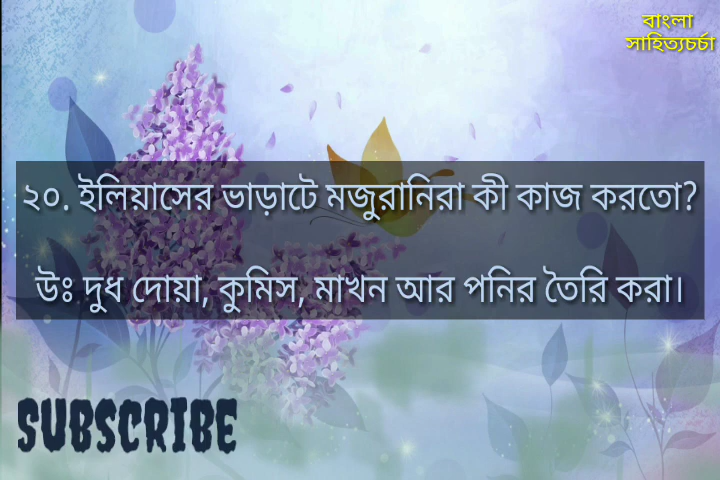 বাংলা
সাহিত্যচর্চা
২০. ইলিয়াসের ভাড়াটে মজুরানিরা কী কাজ করতো?
উঃ দুধ দোয়া, কুমিস, মাখন আর পনির তৈরি করা।
SUBSCRIBE